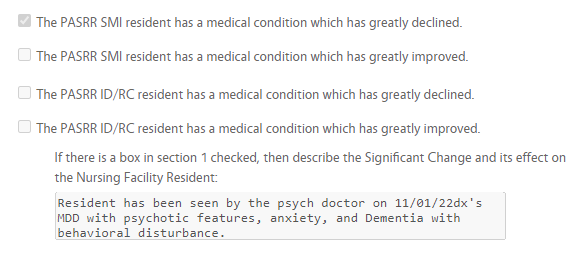 The PASRR SMI resident has a medical condition which has greatly declined.
The PASRR SMI resident has a medical condition which has greatly improved.
The PASRR ID/RC resident has a medical condition which has greatly declined.
The PASRR ID/RC resident has a medical condition which has greatly improved.
If there is a box in section 1 checked, then describe the Significant Change and its effect on
the Nursing Facility Resident:
Resident has been seen by the psych doctor on 11/01/22dx's
MDD with psychotic features, anxiety, and Dementia with
behavioral disturbance.